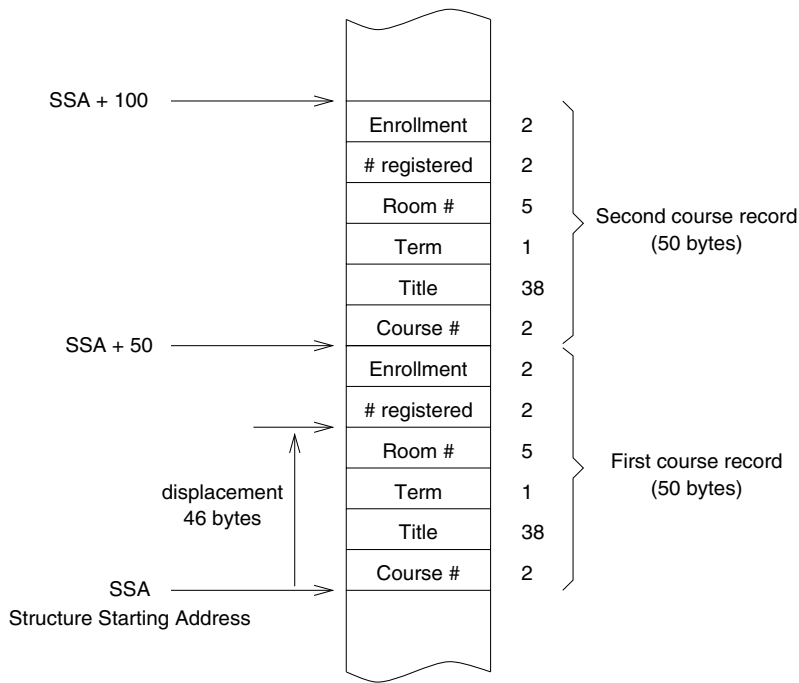 SSA + 100
Enrollment 2
# registered 2
Room # 5
Term 1
Title 38
Course # 2
Second course record
(50 bytes)
SSA + 50
Enrollment 2
# registered 2
Room # 5
Term 1
Title 38
Course # 2
First course record
(50 bytes)
displacement
46 bytes
SSA
Structure Starting Address